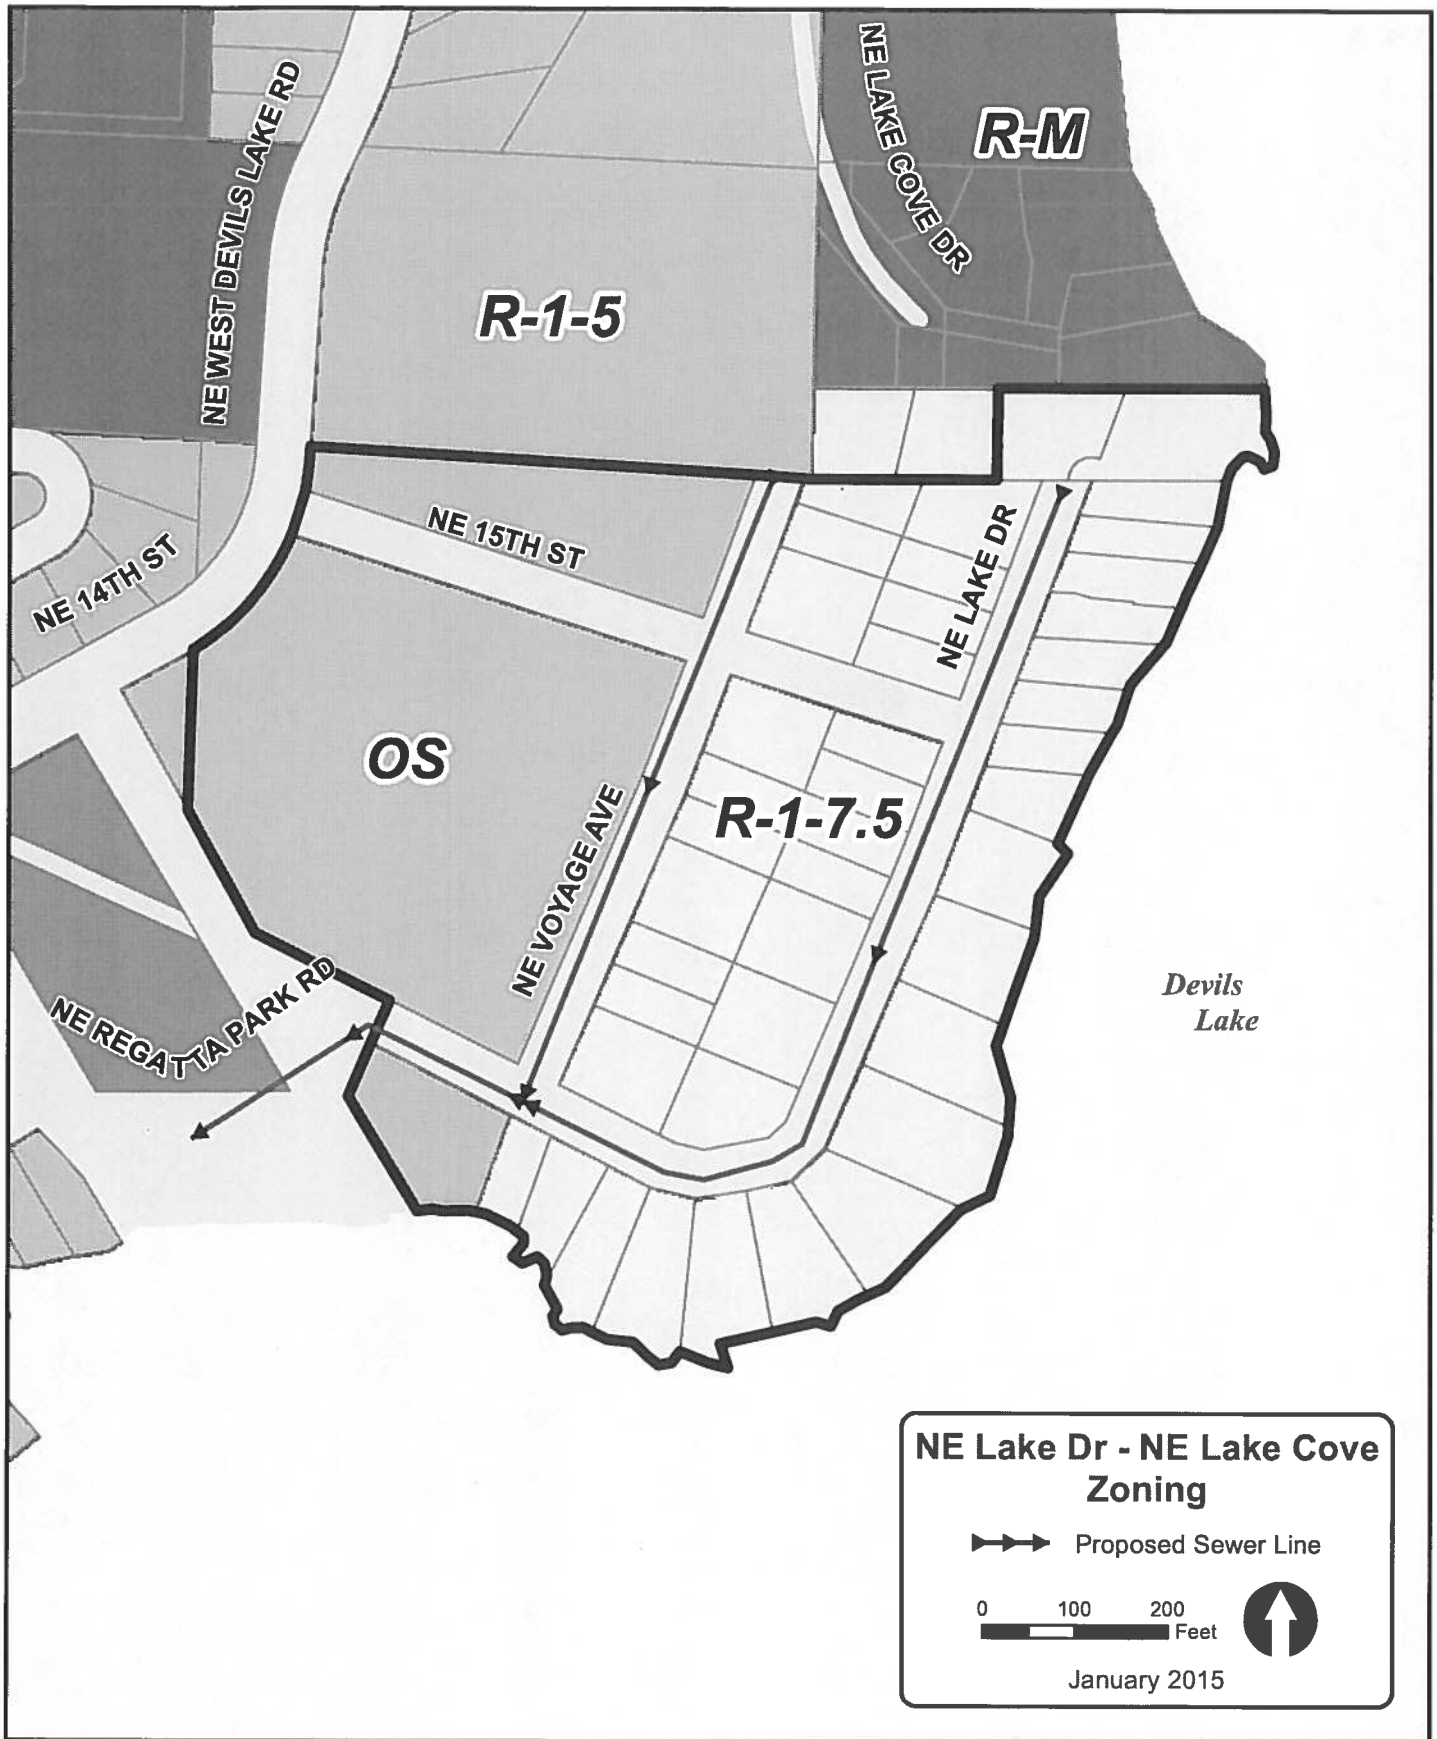 NE WEST DEVILS LAKE RD
NE LAKE COVE DR
R-M
R-1-5
NE 15TH ST
NE 14TH ST
NE LAKE DR
OS
R-1-7.5
NE VOYAGE AVE
NE REGATTA PARK RD
Devils
Lake
NE Lake Dr - NE Lake Cove
Zoning
Proposed Sewer Line
0 100 200
Feet
January 2015